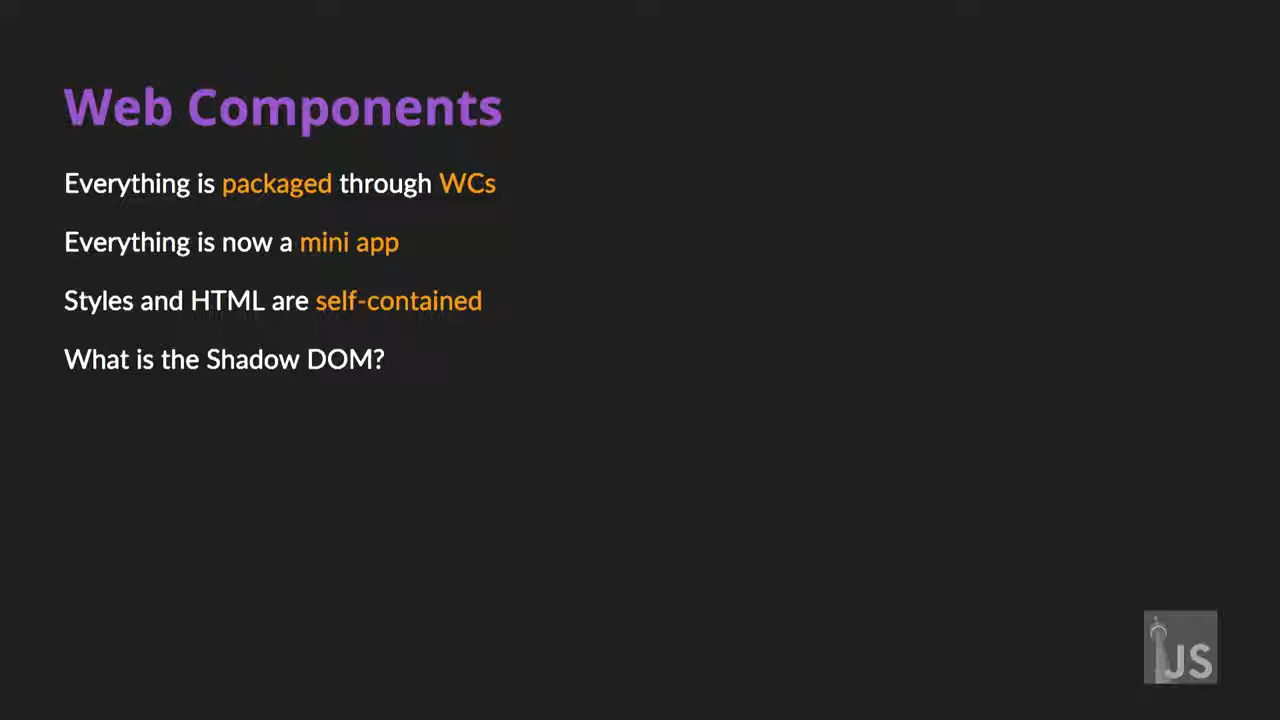 Web Components
Everything is packaged through WCs
Everything is now a mini app
Styles and HTML are self-contained
What is the Shadow DOM?
JS